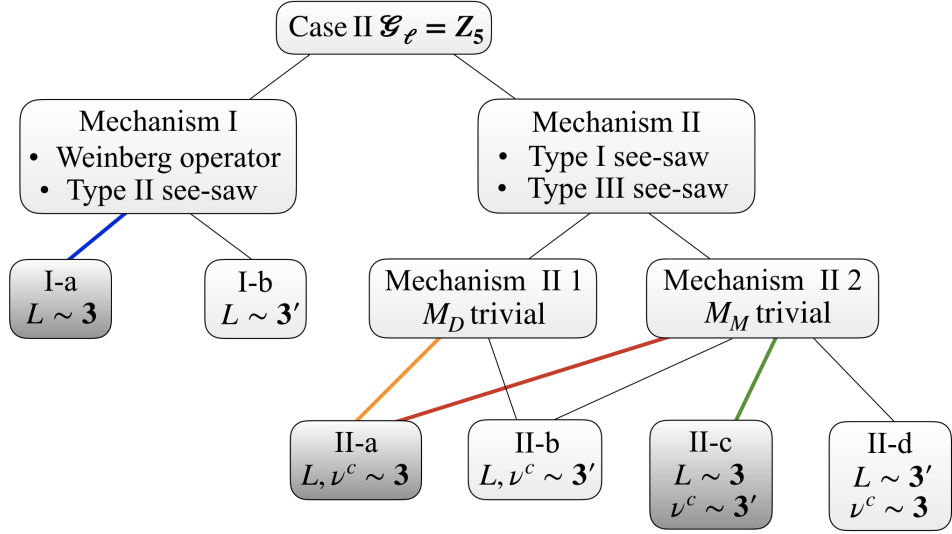 Case II 𝒢ℓ = Z₅
Mechanism I
• Weinberg operator
• Type II see-saw
Mechanism II
• Type I see-saw
• Type III see-saw
I-a
L ∼ 3
I-b
L ∼ 3′
Mechanism II 1
M_D trivial
Mechanism II 2
M_M trivial
II-a
L, νᶜ ∼ 3
II-b
L, νᶜ ∼ 3′
II-c
L ∼ 3
νᶜ ∼ 3′
II-d
L ∼ 3′
νᶜ ∼ 3